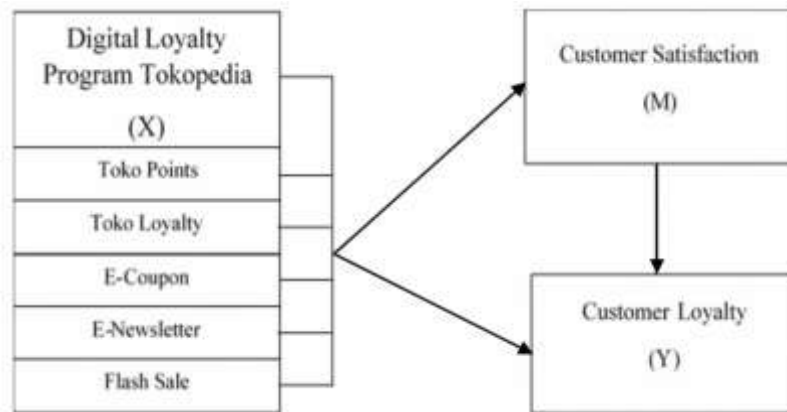 Digital Loyalty
Program Tokopedia
(X)
Toko Points
Toko Loyalty
E-Coupon
E-Newsletter
Flash Sale
Customer Satisfaction
(M)
Customer Loyalty
(Y)